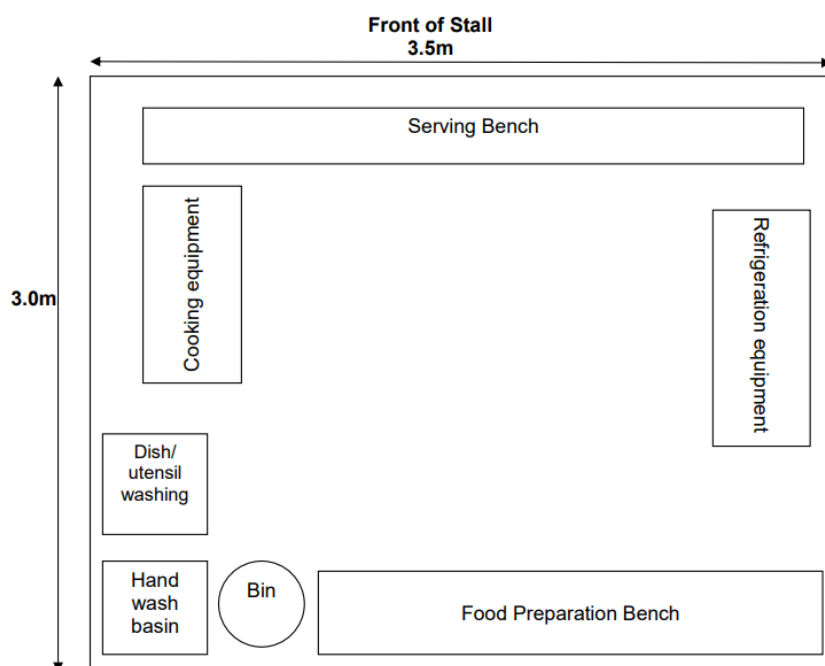 Front of Stall
3.5m
Serving Bench
Cooking equipment
Refrigeration equipment
3.0m
Dish/
utensil
washing
Hand
wash
basin
Bin
Food Preparation Bench